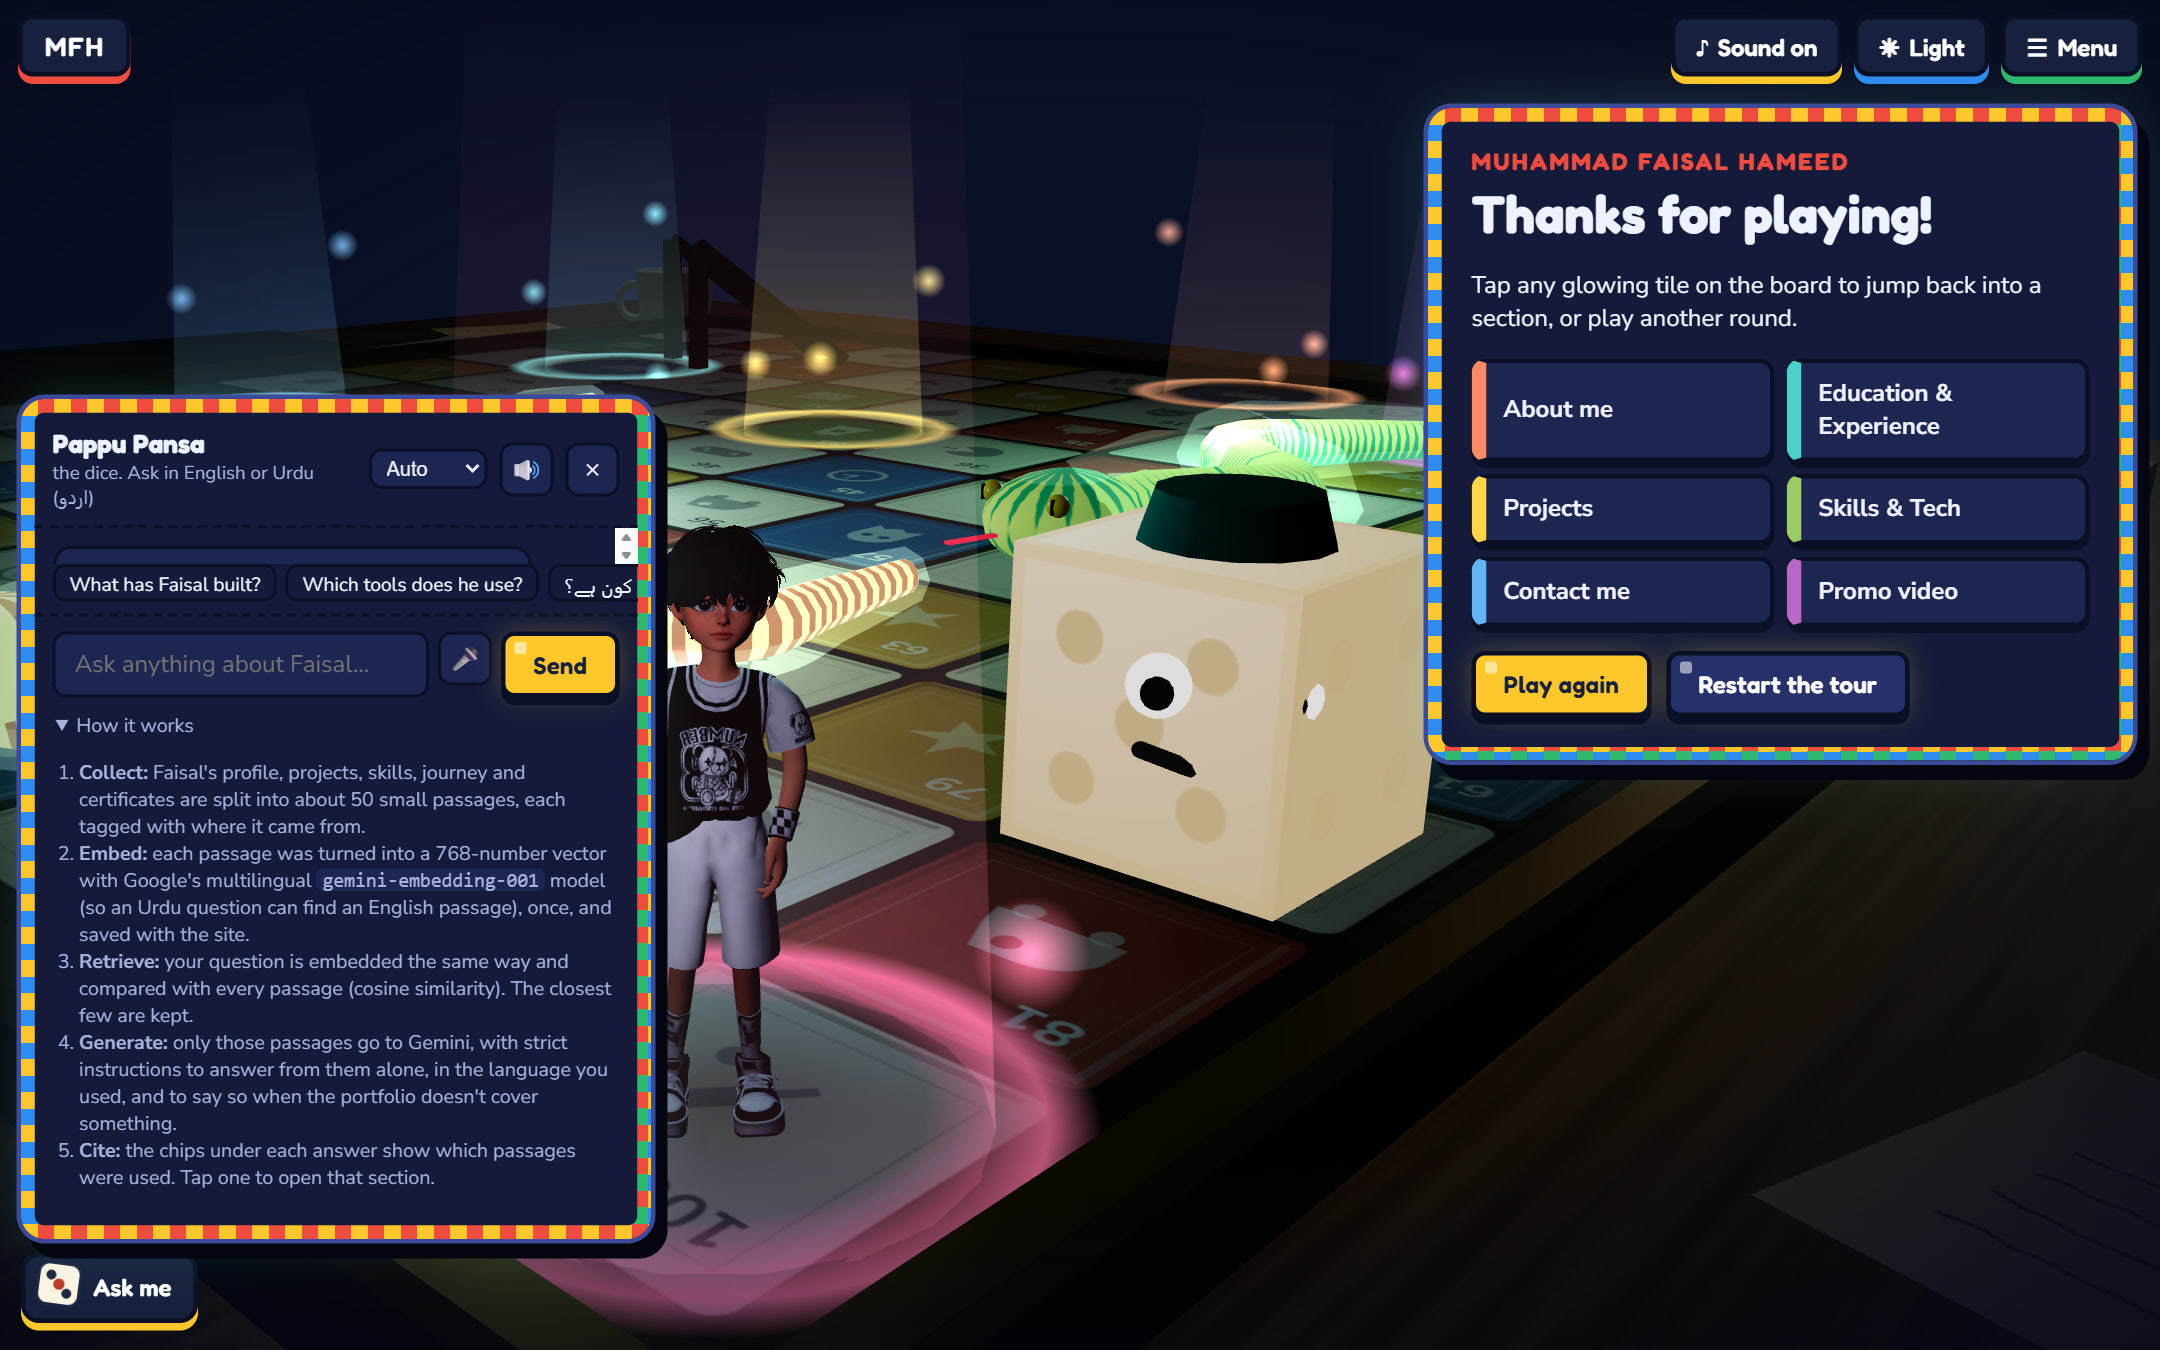 MFH
♪ Sound on
Light
☰ Menu
MUHAMMAD FAISAL HAMEED
Thanks for playing!
Tap any glowing tile on the board to jump back into a
section, or play another round.
About me
Education &
Experience
Projects
Skills & Tech
Contact me
Promo video
Play again
Restart the tour
Pappu Pansa
the dice. Ask in English or Urdu
(اردو)
Auto
What has Faisal built?
Which tools does he use?
کون ہے؟
Ask anything about Faisal...
Send
▼ How it works
1. Collect: Faisal's profile, projects, skills, journey and
certificates are split into about 50 small passages, each
tagged with where it came from.
2. Embed: each passage was turned into a 768-number vector
with Google's multilingual gemini-embedding-001 model
(so an Urdu question can find an English passage), once, and
saved with the site.
3. Retrieve: your question is embedded the same way and
compared with every passage (cosine similarity). The closest
few are kept.
4. Generate: only those passages go to Gemini, with strict
instructions to answer from them alone, in the language you
used, and to say so when the portfolio doesn't cover
something.
5. Cite: the chips under each answer show which passages
were used. Tap one to open that section.
Ask me
NUMBER
63
79
61
81